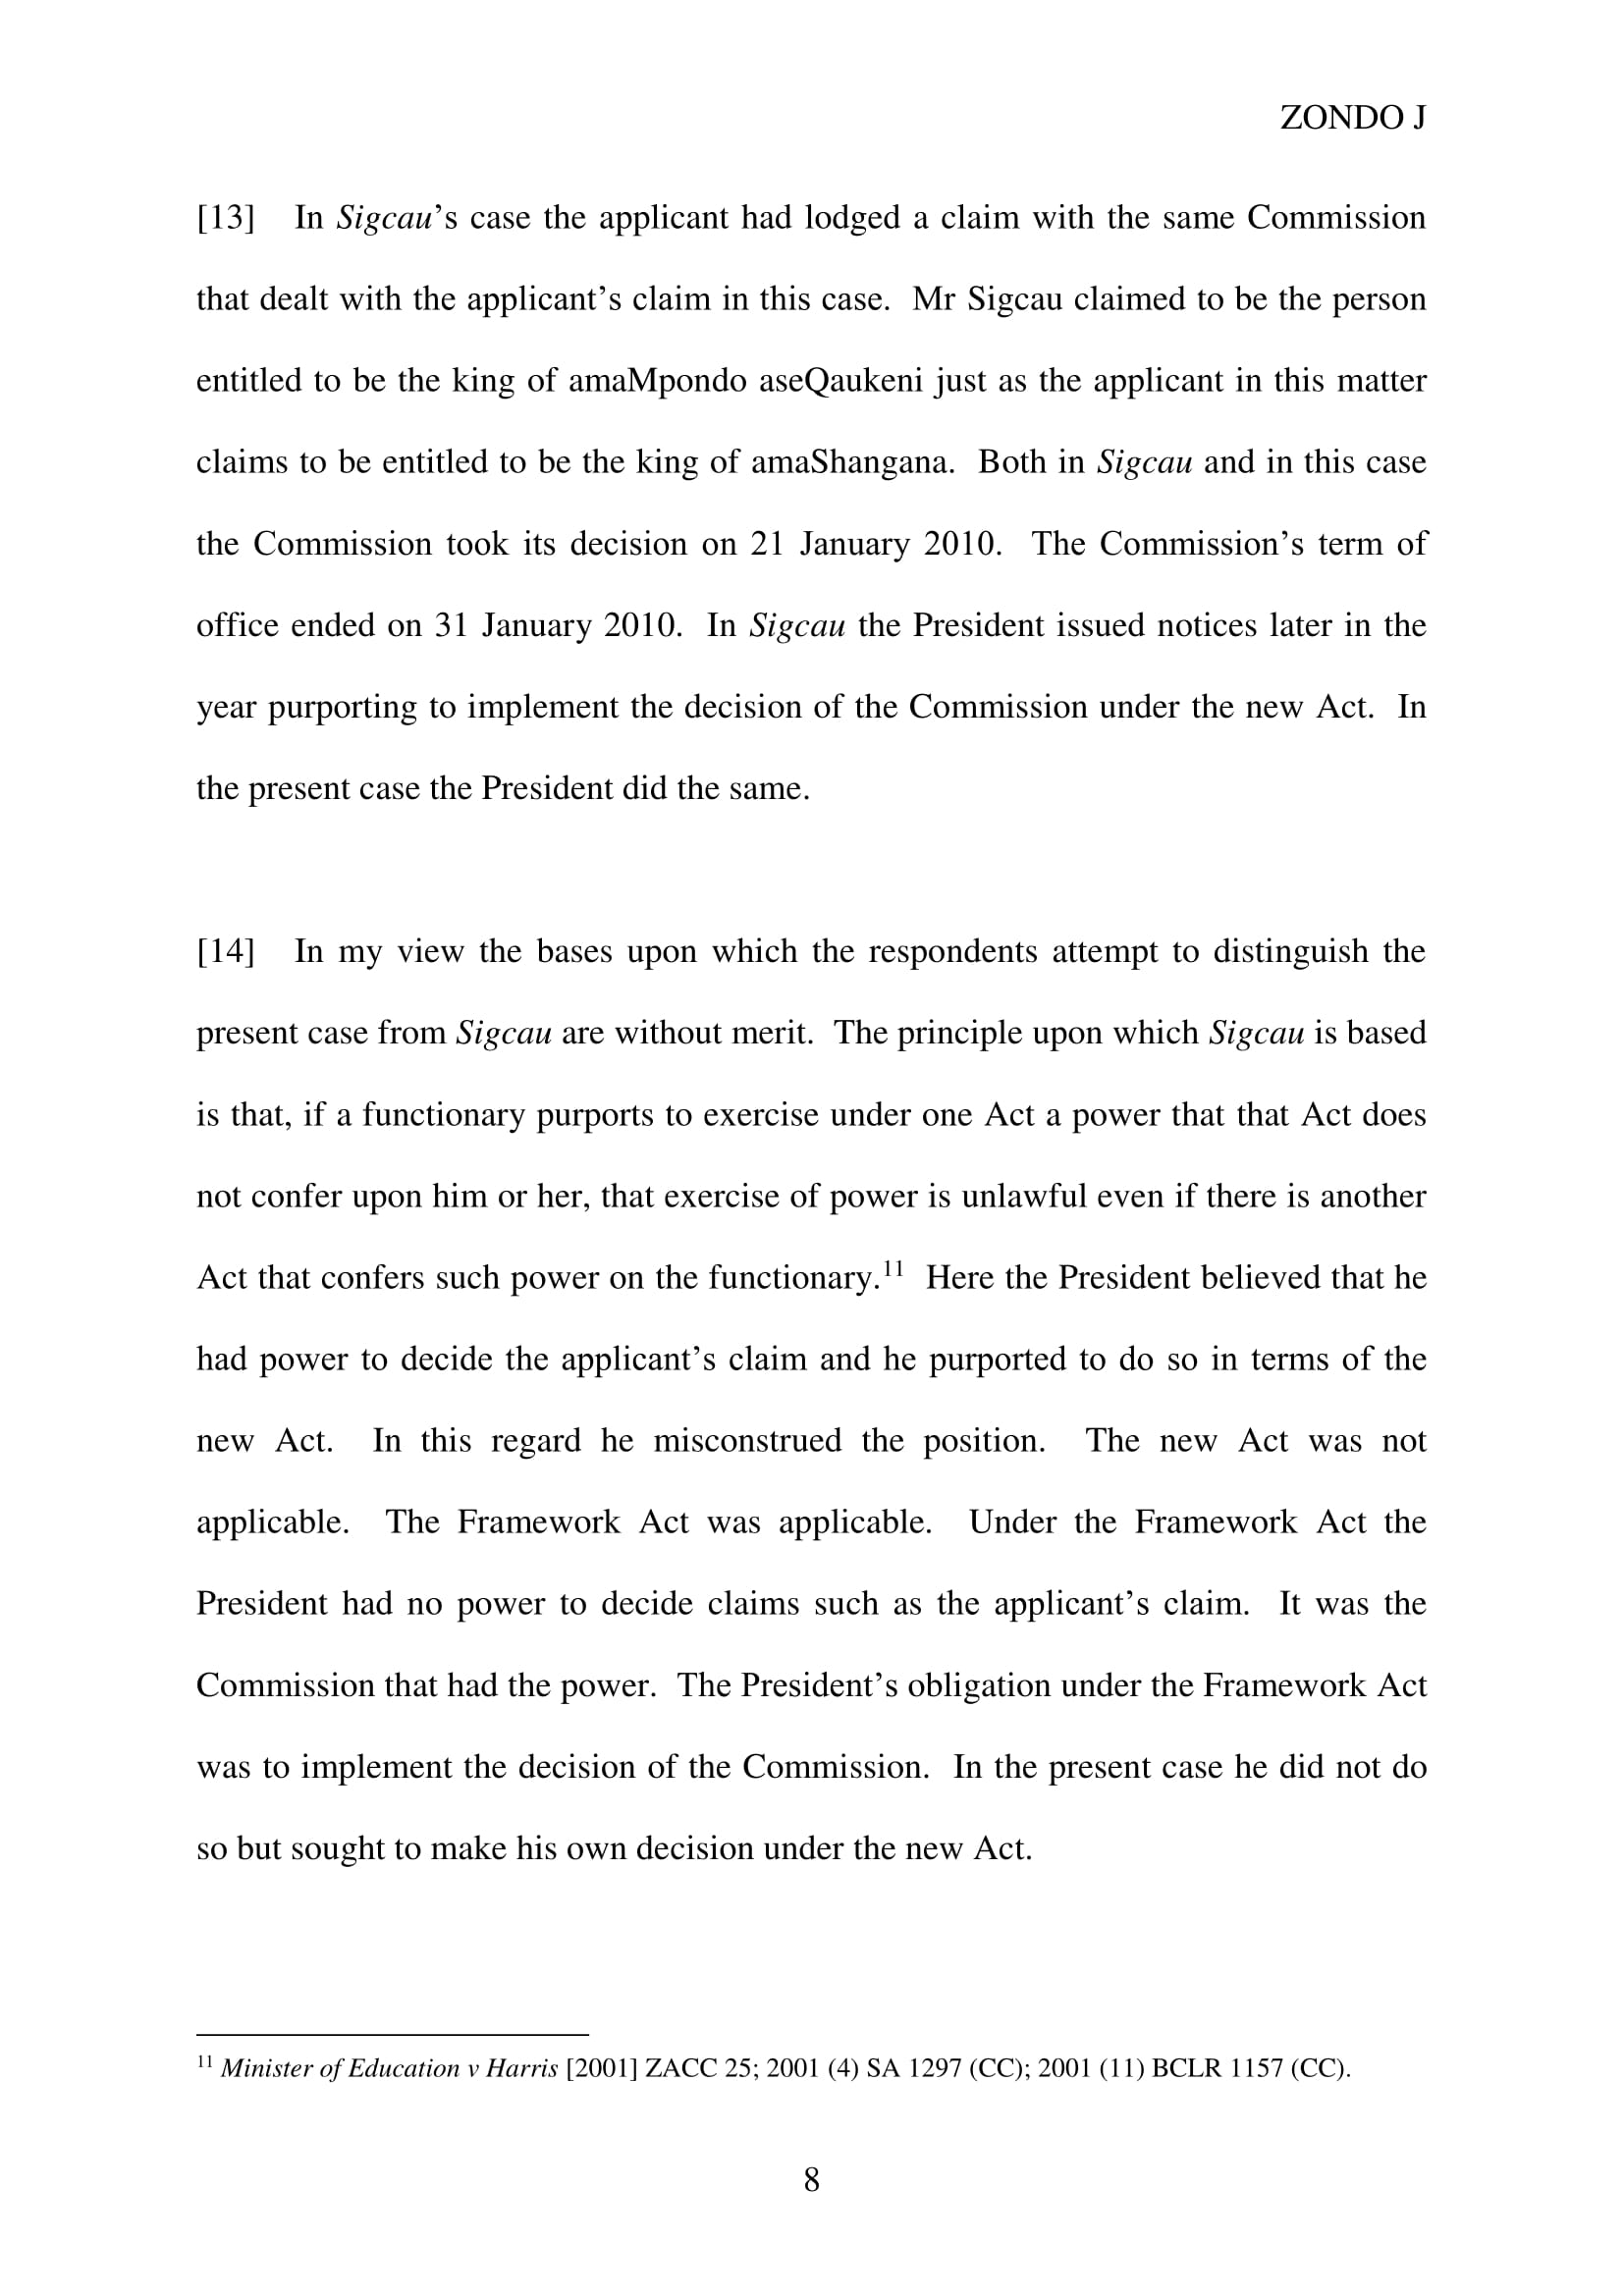 ZONDO J
[13] In Sigcau’s case the applicant had lodged a claim with the same Commission
that dealt with the applicant’s claim in this case. Mr Sigcau claimed to be the person
entitled to be the king of amaMpondo aseQaukeni just as the applicant in this matter
claims to be entitled to be the king of amaShangana. Both in Sigcau and in this case
the Commission took its decision on 21 January 2010. The Commission’s term of
office ended on 31 January 2010. In Sigcau the President issued notices later in the
year purporting to implement the decision of the Commission under the new Act. In
the present case the President did the same.
[14] In my view the bases upon which the respondents attempt to distinguish the
present case from Sigcau are without merit. The principle upon which Sigcau is based
is that, if a functionary purports to exercise under one Act a power that that Act does
not confer upon him or her, that exercise of power is unlawful even if there is another
Act that confers such power on the functionary.11 Here the President believed that he
had power to decide the applicant’s claim and he purported to do so in terms of the
new Act. In this regard he misconstrued the position. The new Act was not
applicable. The Framework Act was applicable. Under the Framework Act the
President had no power to decide claims such as the applicant’s claim. It was the
Commission that had the power. The President’s obligation under the Framework Act
was to implement the decision of the Commission. In the present case he did not do
so but sought to make his own decision under the new Act.
11 Minister of Education v Harris [2001] ZACC 25; 2001 (4) SA 1297 (CC); 2001 (11) BCLR 1157 (CC).
8